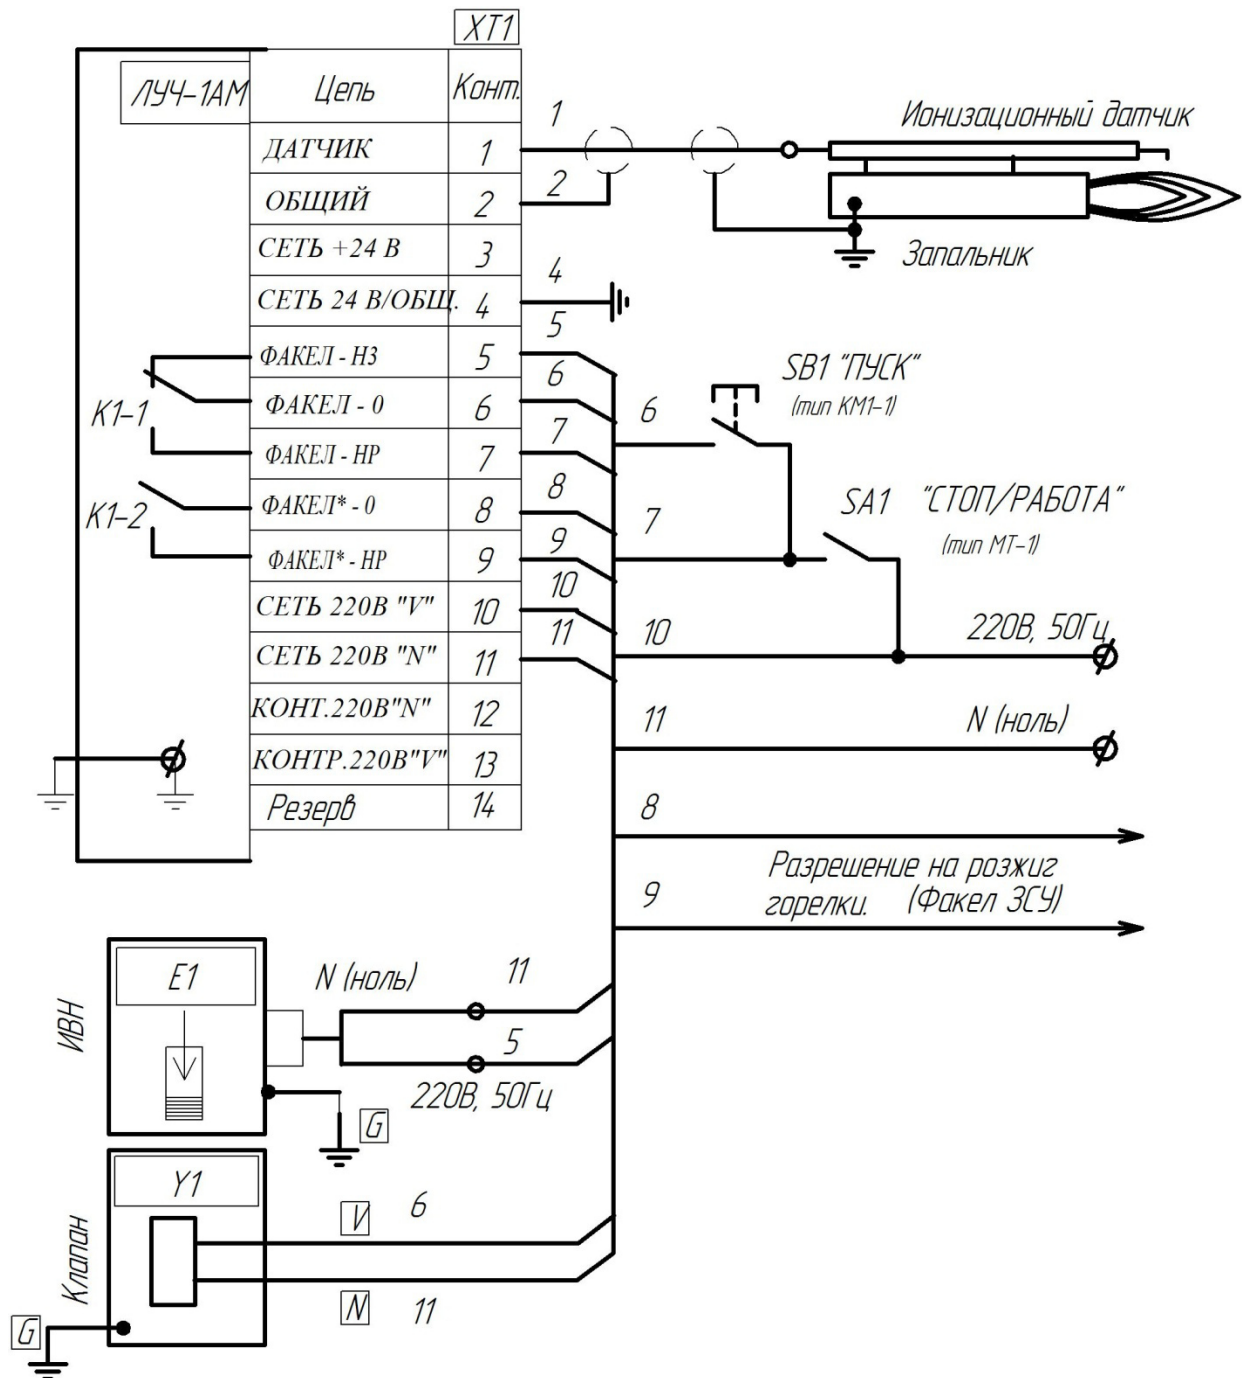 XT1
ЛУЧ-1АМ
Цепь Конт.
ДАТЧИК 1
ОБЩИЙ 2
СЕТЬ +24 В 3
СЕТЬ 24 В/ОБЩ. 4
ФАКЕЛ - НЗ 5
ФАКЕЛ - 0 6
ФАКЕЛ - НР 7
ФАКЕЛ* - 0 8
ФАКЕЛ* - НР 9
СЕТЬ 220В "V" 10
СЕТЬ 220В "N" 11
КОНТ.220В"N" 12
КОНТР.220В"V" 13
Резерв 14
К1-1
К1-2
1
2
4
5
6
7
8
9
10
11
Ионизационный датчик
Запальник
6
SB1 "ПУСК"
(тип КМ1-1)
7
SA1 "СТОП/РАБОТА"
(тип МТ-1)
10
220В, 50Гц
11
N (ноль)
8
Разрешение на розжиг
горелки. (Факел ЗСУ)
9
ИВН
E1
N (ноль)
11
5
220В, 50Гц
G
Клапан
Y1
V
6
N
11
G